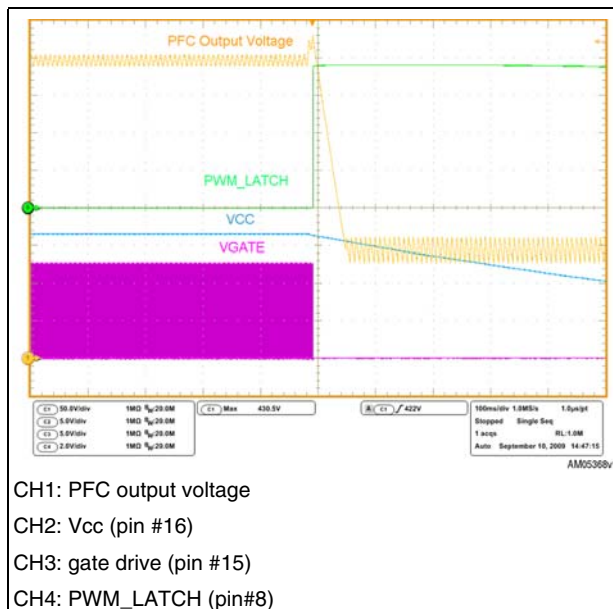 PFC Output Voltage
PWM_LATCH
VCC
VGATE
C1 50.0V/div 1MΩ BW:20.0M
C2 5.0V/div 1MΩ BW:20.0M
C3 5.0V/div 1MΩ BW:20.0M
C4 2.0V/div 1MΩ BW:20.0M
C1 Max 430.5V
A C1 422V
100ms/div 1.0MS/s 1.0µs/pt
Stopped Single Seq
1 acqs RL:1.0M
Auto September 10, 2009 14:47:15
AM05368v
CH1: PFC output voltage
CH2: Vcc (pin #16)
CH3: gate drive (pin #15)
CH4: PWM_LATCH (pin#8)